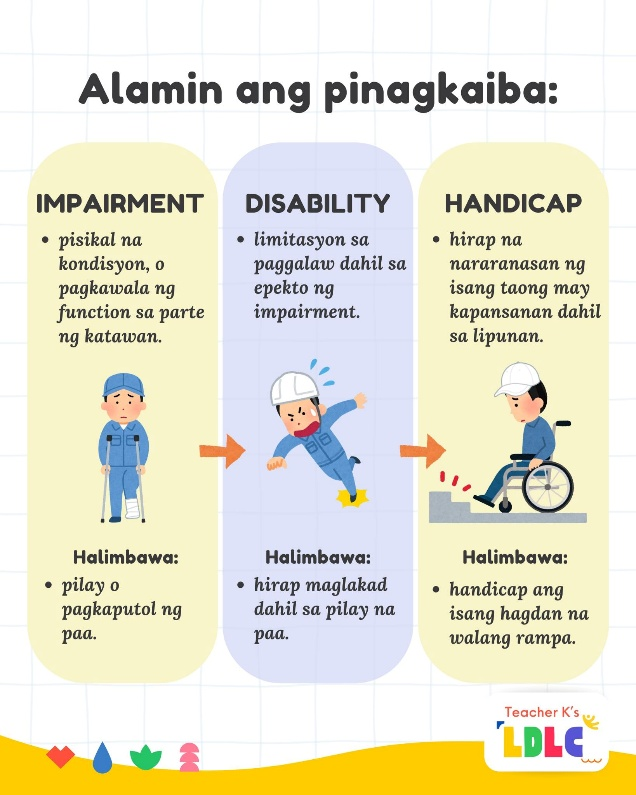 Alamin ang pinagkaiba:
IMPAIRMENT
• pisikal na
kondisyon, o
pagkawala ng
function sa parte
ng katawan.
Halimbawa:
• pilay o
pagkaputol ng
paa.
DISABILITY
• limitasyon sa
paggalaw dahil sa
epekto ng
impairment.
Halimbawa:
• hirap maglakad
dahil sa pilay na
paa.
HANDICAP
• hirap na
nararanasan ng
isang taong may
kapansanan dahil
sa lipunan.
Halimbawa:
• handicap ang
isang hagdan na
walang rampa.
Teacher K's
LDLC